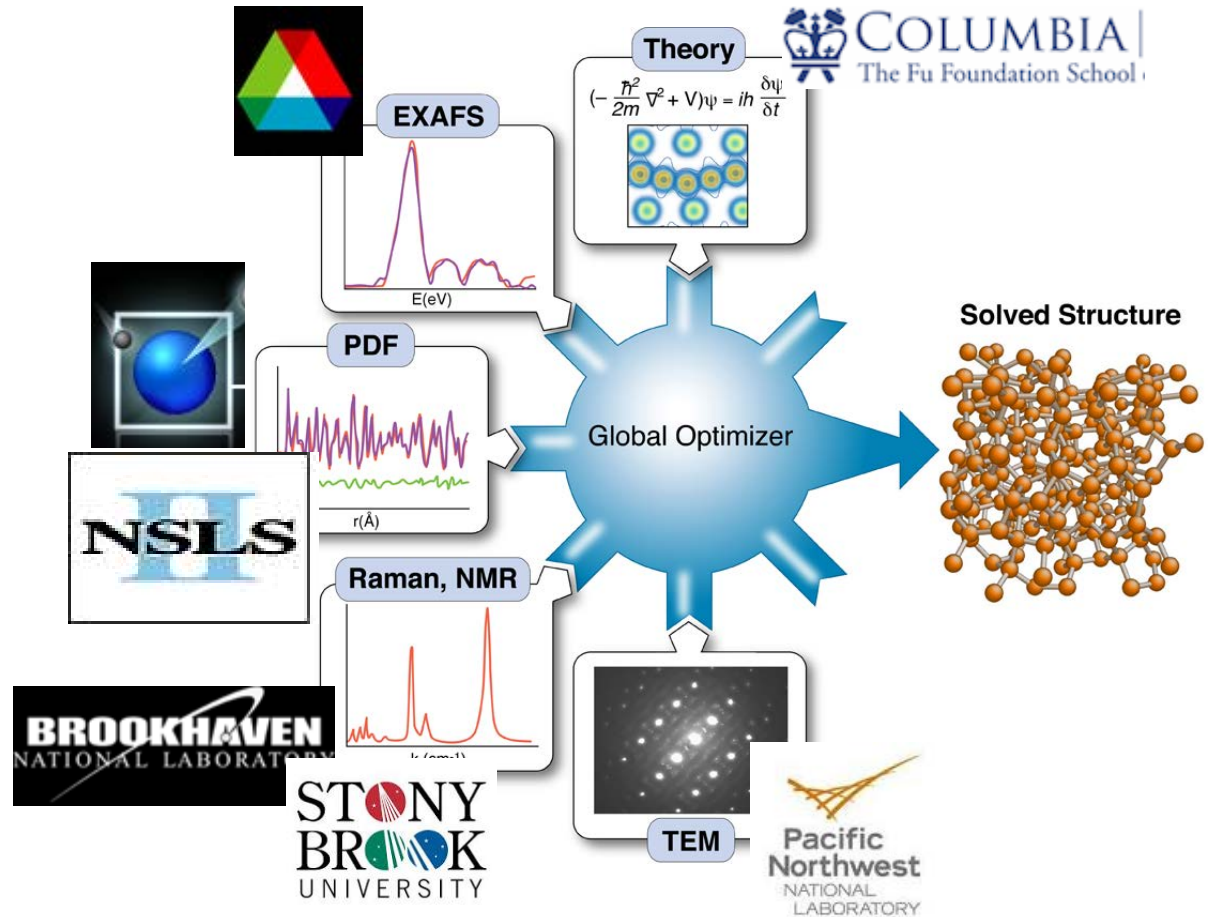 COLUMBIA
The Fu Foundation School
Theory
(- ħ²/2m ∇² + V)ψ = ih δψ/δt
EXAFS
E(eV)
PDF
r(Å)
NSLS
II
Global Optimizer
Solved Structure
Raman, NMR
BROOKHAVEN
NATIONAL LABORATORY
STONY
BROOK
UNIVERSITY
TEM
Pacific
Northwest
NATIONAL
LABORATORY